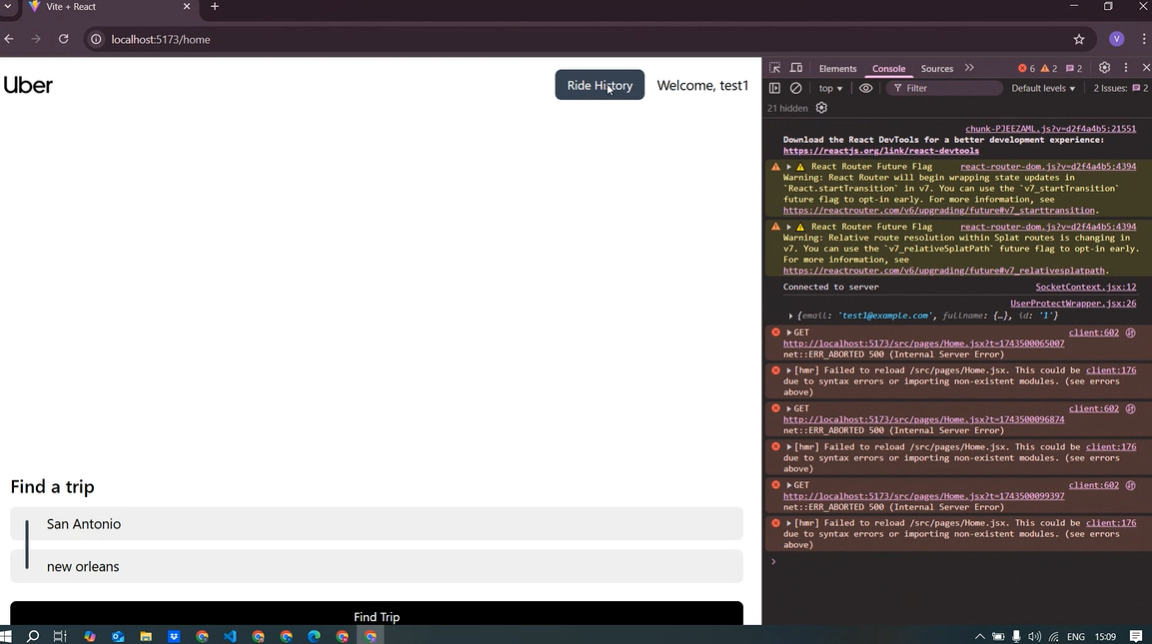 Vite + React
localhost:5173/home
V
Uber
Ride History
Welcome, test1
Find a trip
San Antonio
new orleans
Find Trip
Elements
Console
Sources
6
2
2
top
Filter
Default levels
2 Issues:
2
21 hidden
chunk-PJEEZAML.js?v=d2f4a4b5:21551
Download the React DevTools for a better development experience:
https://reactjs.org/link/react-devtools
React Router Future Flag react-router-dom.js?v=d2f4a4b5:4394
Warning: React Router will begin wrapping state updates in
`React.startTransition` in v7. You can use the `v7_startTransition`
future flag to opt-in early. For more information, see
https://reactrouter.com/v6/upgrading/future#v7_starttransition.
React Router Future Flag react-router-dom.js?v=d2f4a4b5:4394
Warning: Relative route resolution within Splat routes is changing in
v7. You can use the `v7_relativeSplatPath` future flag to opt-in early.
For more information, see
https://reactrouter.com/v6/upgrading/future#v7_relativesplatpath.
Connected to server SocketContext.jsx:12
UserProtectWrapper.jsx:26
{email: 'test1@example.com', fullname: {…}, id: '1'}
GET client:602
http://localhost:5173/src/pages/Home.jsx?t=1743500065007
net::ERR_ABORTED 500 (Internal Server Error)
[hmr] Failed to reload /src/pages/Home.jsx. This could be client:176
due to syntax errors or importing non-existent modules. (see errors
above)
GET client:602
http://localhost:5173/src/pages/Home.jsx?t=1743500096874
net::ERR_ABORTED 500 (Internal Server Error)
[hmr] Failed to reload /src/pages/Home.jsx. This could be client:176
due to syntax errors or importing non-existent modules. (see errors
above)
GET client:602
http://localhost:5173/src/pages/Home.jsx?t=1743500099397
net::ERR_ABORTED 500 (Internal Server Error)
[hmr] Failed to reload /src/pages/Home.jsx. This could be client:176
due to syntax errors or importing non-existent modules. (see errors
above)
ENG 15:09